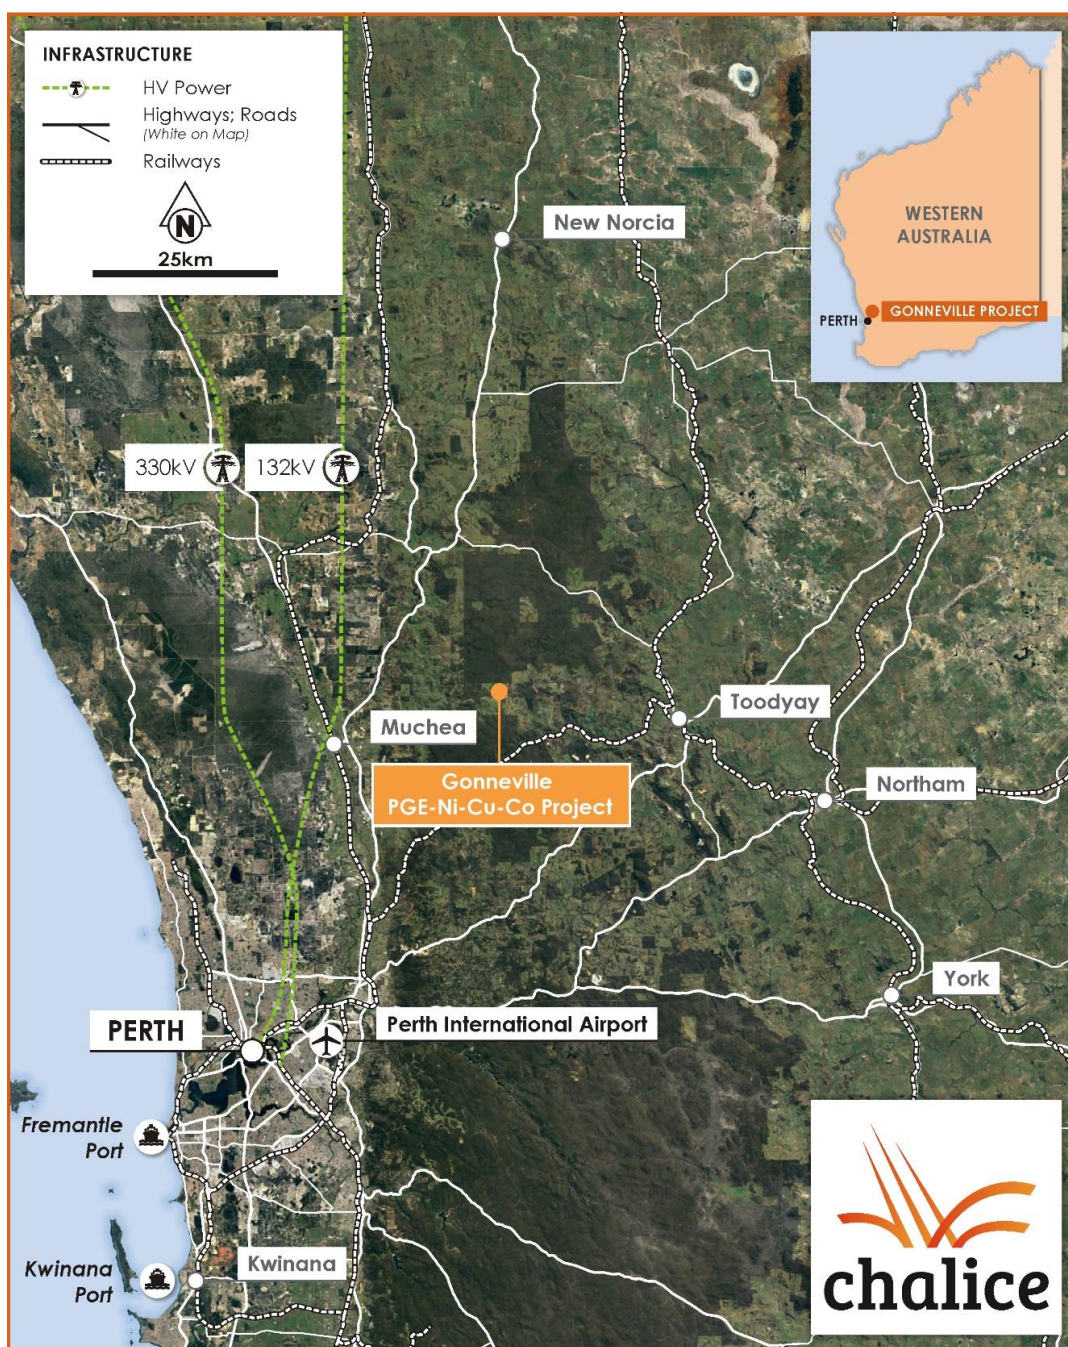 INFRASTRUCTURE
HV Power
Highways; Roads
(White on Map)
Railways
N
25km
New Norcia
WESTERN
AUSTRALIA
GONNEVILLE PROJECT
PERTH
330kV
132kV
Toodyay
Muchea
Gonneville
PGE-Ni-Cu-Co Project
Northam
York
PERTH
Perth International Airport
Fremantle
Port
Kwinana
Kwinana
Port
chalice